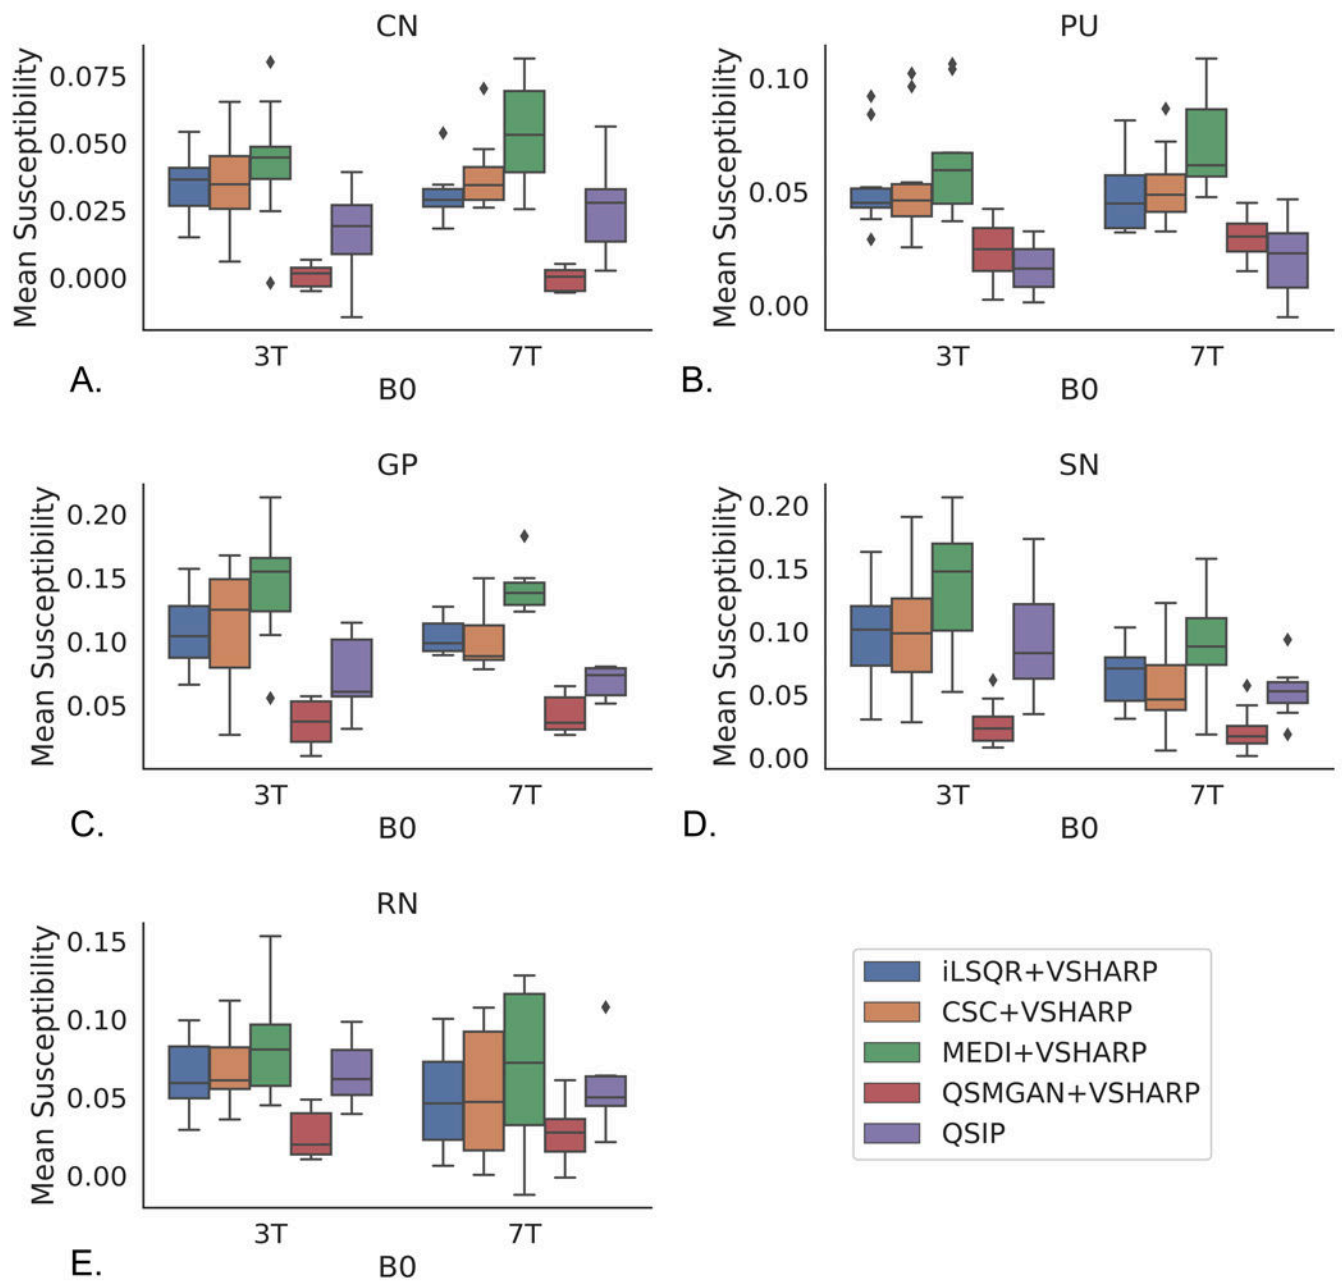 CN
Mean Susceptibility
0.075
0.050
0.025
0.000
3T
7T
B0
A.
PU
Mean Susceptibility
0.10
0.05
0.00
3T
7T
B0
B.
GP
Mean Susceptibility
0.20
0.15
0.10
0.05
3T
7T
B0
C.
SN
Mean Susceptibility
0.20
0.15
0.10
0.05
0.00
3T
7T
B0
D.
RN
Mean Susceptibility
0.15
0.10
0.05
0.00
3T
7T
B0
E.
iLSQR+VSHARP
CSC+VSHARP
MEDI+VSHARP
QSMGAN+VSHARP
QSIP